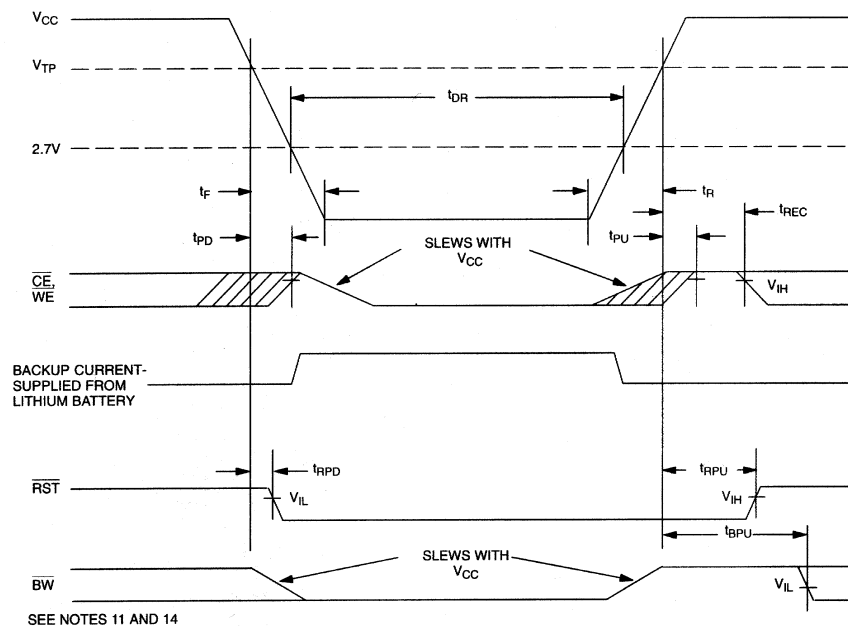 VCC
VTP
tDR
2.7V
tF
tR
tREC
tPD
tPU
SLEWS WITH
VCC
CE,
WE
VIH
BACKUP CURRENT-
SUPPLIED FROM
LITHIUM BATTERY
tRPD
tRPU
RST
VIL
VIH
tBPU
SLEWS WITH
VCC
BW
VIL
SEE NOTES 11 AND 14